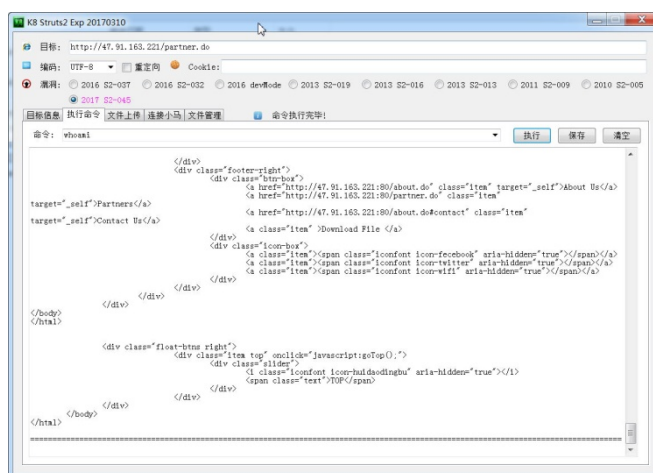 K8 Struts2 Exp 20170310
目标: http://47.91.163.221/partner.do
编码: UTF-8 重定向 Cookie:
漏洞: 2016 S2-037 2016 S2-032 2016 devMode 2013 S2-019 2013 S2-016 2013 S2-013 2011 S2-009 2010 S2-005
2017 S2-045
目标信息 执行命令 文件上传 连接小马 文件管理 命令执行完毕!
命令: whoami 执行 保存 清空
</div>
<div class="footer-right">
<div class="btn-box">
<a href="http://47.91.163.221:80/about.do" class="item" target="_self">About Us</a>
<a href="http://47.91.163.221:80/partner.do" class="item"
target="_self">Partners</a>
<a href="http://47.91.163.221:80/about.do#contact" class="item"
target="_self">Contact Us</a>
<a class="item" >Download File </a>
</div>
<div class="icon-box">
<a class="item"><span class="iconfont icon-fecebook" aria-hidden="true"></span></a>
<a class="item"><span class="iconfont icon-twitter" aria-hidden="true"></span></a>
<a class="item"><span class="iconfont icon-wifi" aria-hidden="true"></span></a>
</div>
</div>
</div>
</div>
</body>
</html>
<div class="float-btns right">
<div class="item top" onclick="javascript:goTop();">
<div class="slider">
<i class="iconfont icon-huidaodingbu" aria-hidden="true"></i>
<span class="text">TOP</span>
</div>
</div>
</div>
</body>
</html>